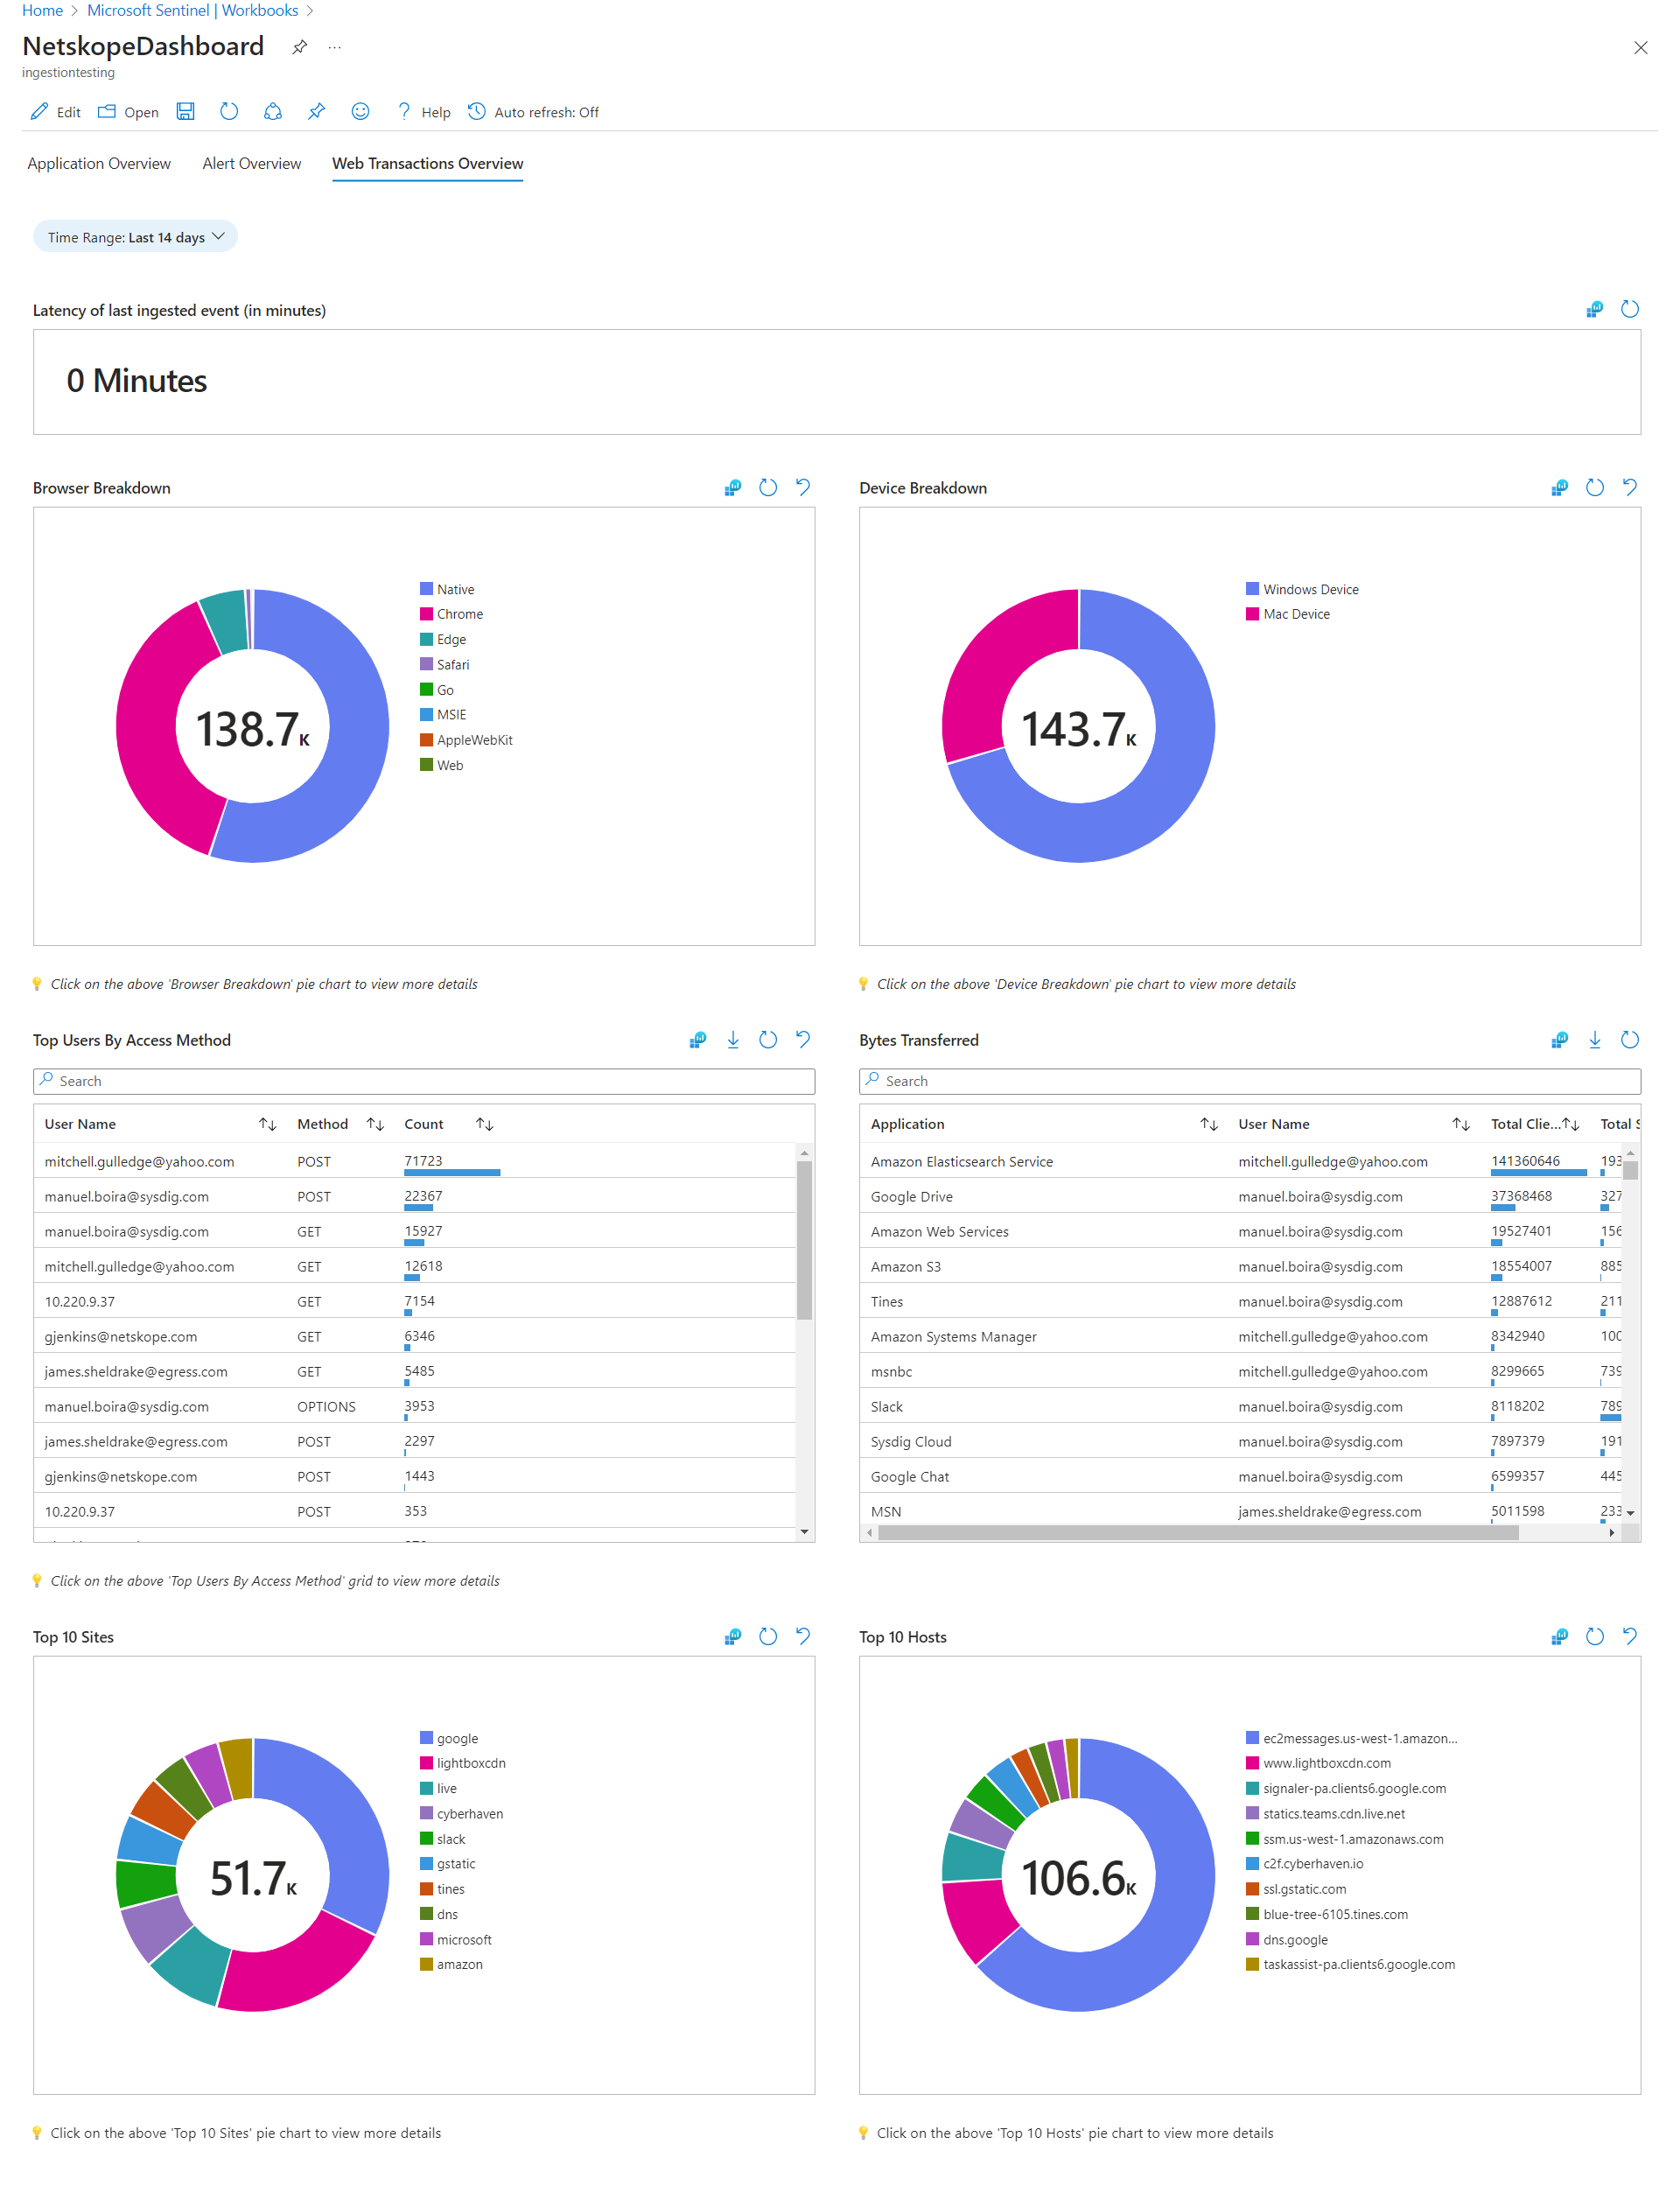 Home > Microsoft Sentinel | Workbooks >
NetskopeDashboard ...
ingestiontesting
Edit Open Help Auto refresh: Off
Application Overview Alert Overview Web Transactions Overview
Time Range: Last 14 days
Latency of last ingested event (in minutes)
0 Minutes
Browser Breakdown
138.7K
Native
Chrome
Edge
Safari
Go
MSIE
AppleWebKit
Web
Click on the above 'Browser Breakdown' pie chart to view more details
Device Breakdown
143.7K
Windows Device
Mac Device
Click on the above 'Device Breakdown' pie chart to view more details
Top Users By Access Method
Search
User Name Method Count
mitchell.gulledge@yahoo.com POST 71723
manuel.boira@sysdig.com POST 22367
manuel.boira@sysdig.com GET 15927
mitchell.gulledge@yahoo.com GET 12618
10.220.9.37 GET 7154
gjenkins@netskope.com GET 6346
james.sheldrake@egress.com GET 5485
manuel.boira@sysdig.com OPTIONS 3953
james.sheldrake@egress.com POST 2297
gjenkins@netskope.com POST 1443
10.220.9.37 POST 353
Click on the above 'Top Users By Access Method' grid to view more details
Bytes Transferred
Search
Application User Name Total Clie... Total
Amazon Elasticsearch Service mitchell.gulledge@yahoo.com 141360646 193
Google Drive manuel.boira@sysdig.com 37368468 327
Amazon Web Services manuel.boira@sysdig.com 19527401 156
Amazon S3 manuel.boira@sysdig.com 18554007 885
Tines manuel.boira@sysdig.com 12887612 211
Amazon Systems Manager mitchell.gulledge@yahoo.com 8342940 100
msnbc mitchell.gulledge@yahoo.com 8299665 739
Slack manuel.boira@sysdig.com 8118202 789
Sysdig Cloud manuel.boira@sysdig.com 7897379 191
Google Chat manuel.boira@sysdig.com 6599357 445
MSN james.sheldrake@egress.com 5011598 233
Top 10 Sites
51.7K
google
lightboxcdn
live
cyberhaven
slack
gstatic
tines
dns
microsoft
amazon
Click on the above 'Top 10 Sites' pie chart to view more details
Top 10 Hosts
106.6K
ec2messages.us-west-1.amazon...
www.lightboxcdn.com
signaler-pa.clients6.google.com
statics.teams.cdn.live.net
ssm.us-west-1.amazonaws.com
c2f.cyberhaven.io
ssl.gstatic.com
blue-tree-6105.tines.com
dns.google
taskassist-pa.clients6.google.com
Click on the above 'Top 10 Hosts' pie chart to view more details